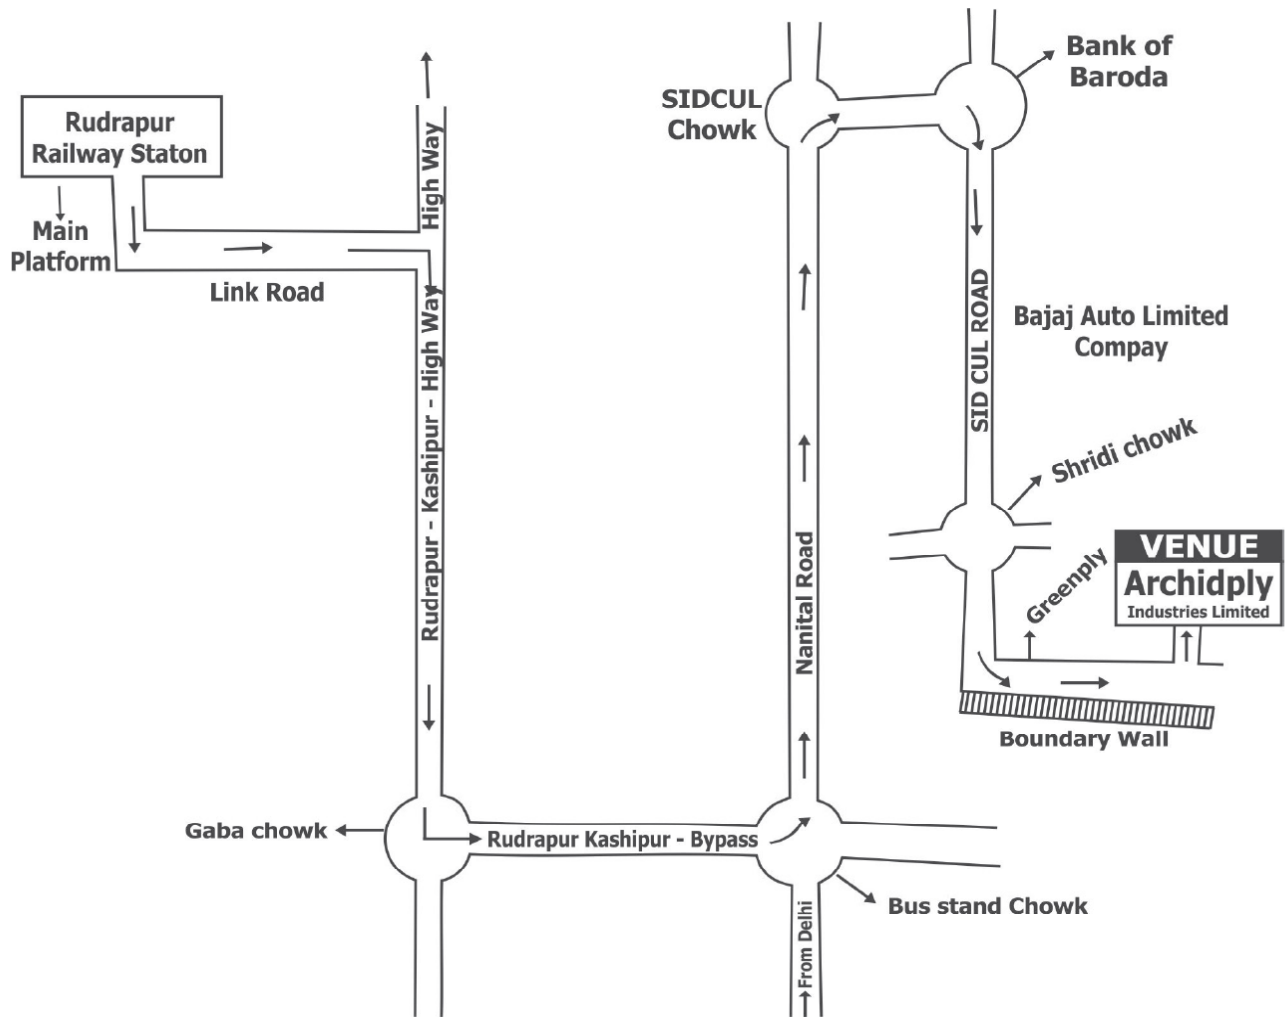 Rudrapur
Railway Staton
Main
Platform
Link Road
High Way
Rudrapur - Kashipur - High Way
Gaba chowk
Rudrapur Kashipur - Bypass
Bus stand Chowk
From Delhi
Nanital Road
SIDCUL
Chowk
Bank of
Baroda
SID CUL ROAD
Bajaj Auto Limited
Compay
Shridi chowk
Greenply
VENUE
Archidply
Industries Limited
Boundary Wall